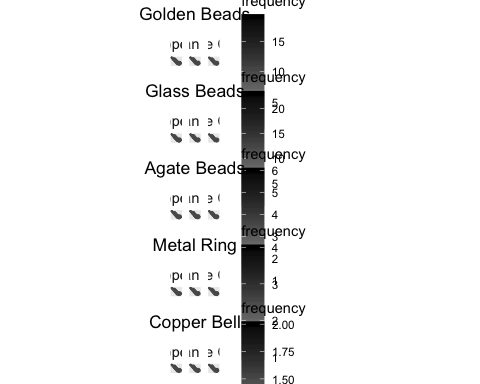 frequency
Golden Beads
15
10
frequency
Glass Beads
5
20
15
10
frequency
Agate Beads
6
5
5
4
3
frequency
Metal Ring
4
2
1
3
frequency
2
Copper Bell
2.00
1.75
1
1.50